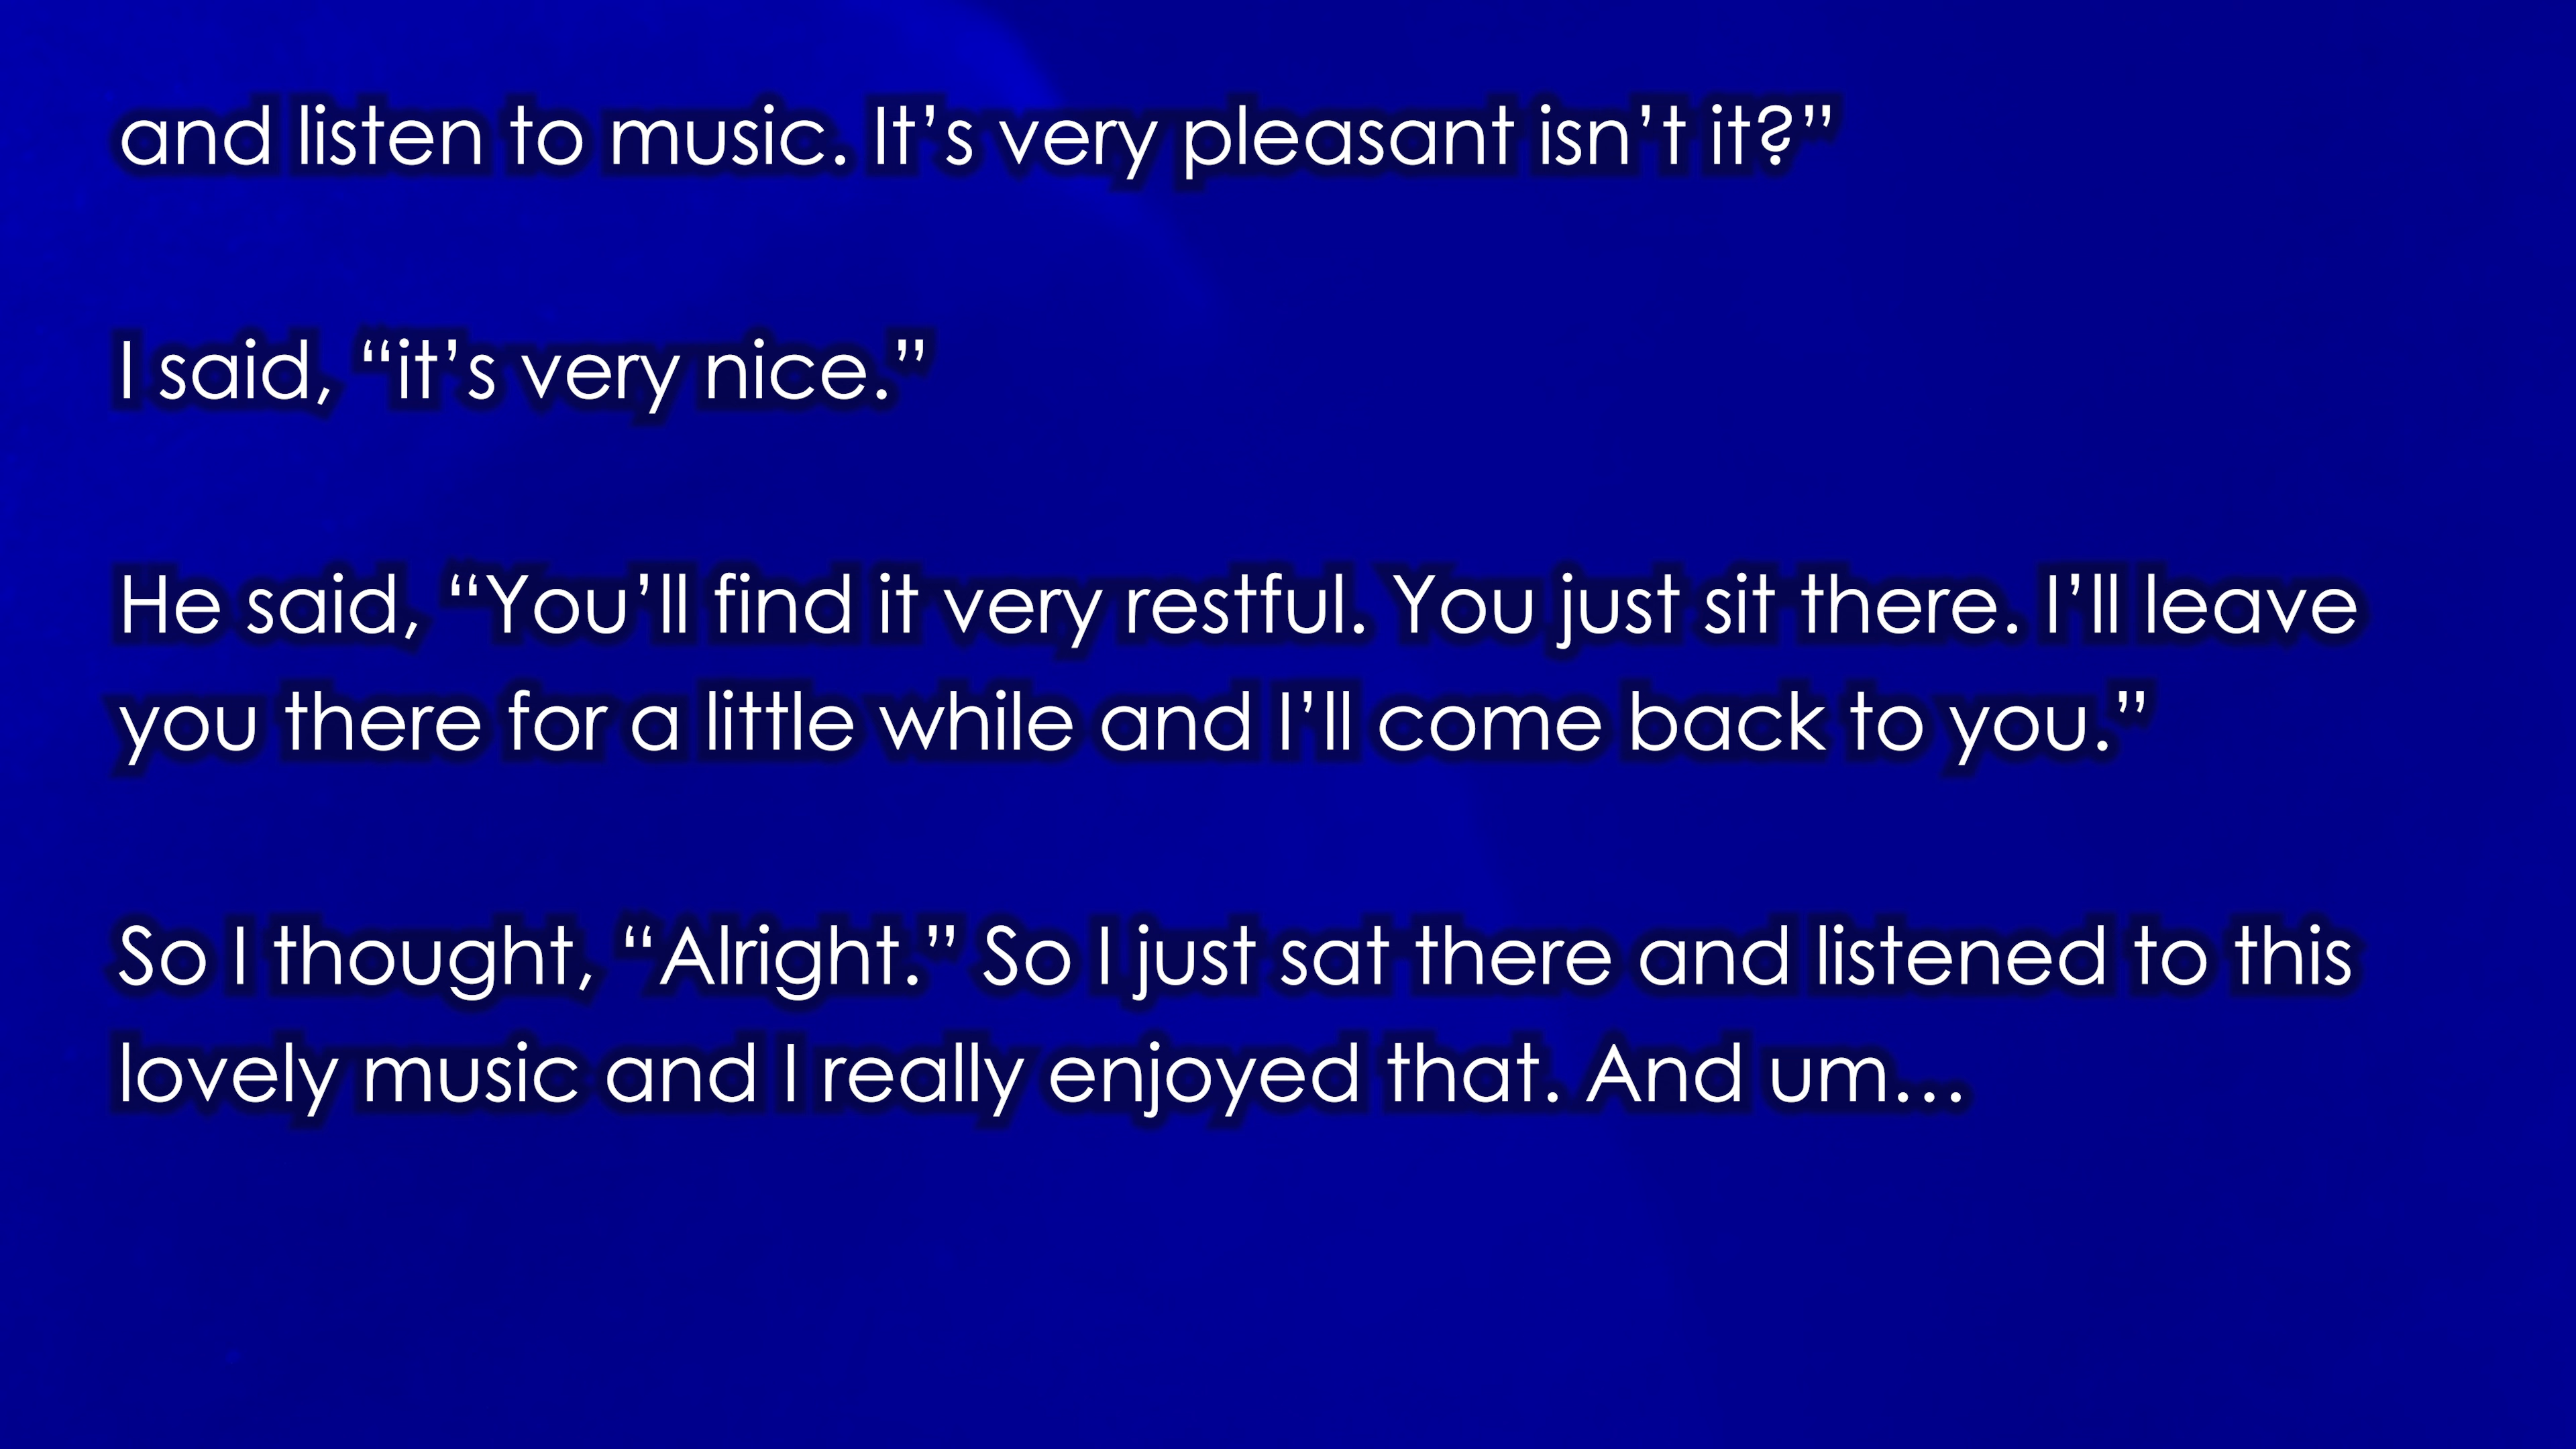 and listen to music. It’s very pleasant isn’t it?”
I said, “it’s very nice.”
He said, “You’ll find it very restful. You just sit there. I’ll leave
you there for a little while and I’ll come back to you.”
So I thought, “Alright.” So I just sat there and listened to this
lovely music and I really enjoyed that. And um…